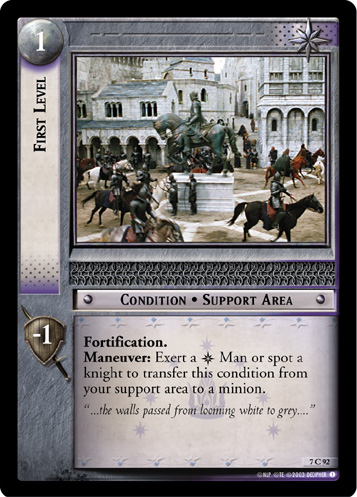 1
FIRST LEVEL
CONDITION • SUPPORT AREA
-1
Fortification.
Maneuver: Exert a Man or spot a
knight to transfer this condition from
your support area to a minion.
"...the walls passed from looming white to grey...."
7 C 92